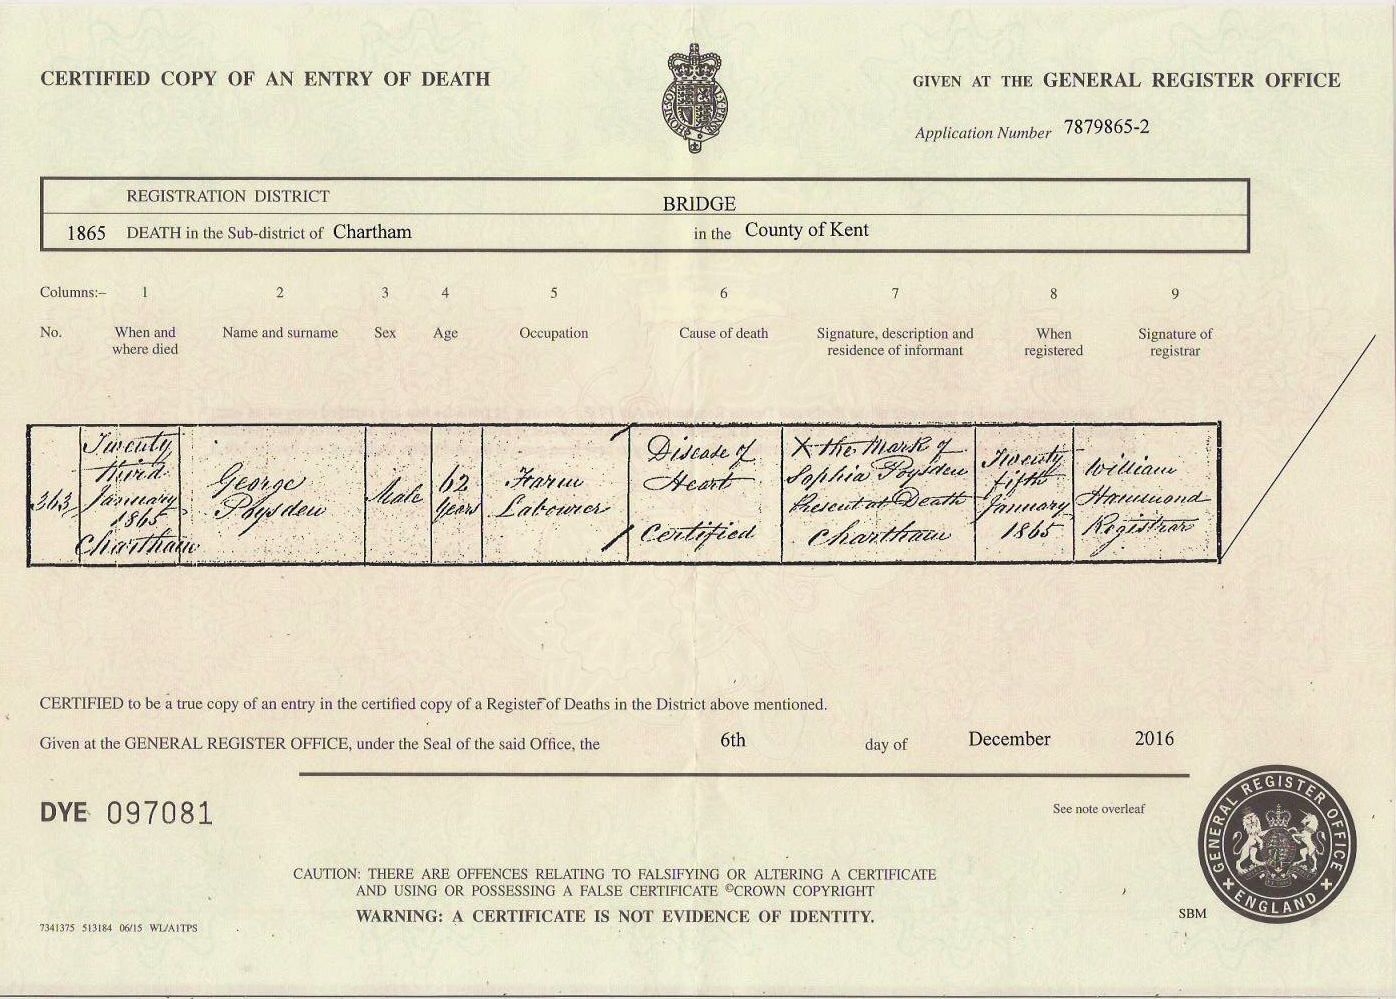 CERTIFIED COPY OF AN ENTRY OF DEATH
GIVEN AT THE GENERAL REGISTER OFFICE
Application Number 7879865-2
REGISTRATION DISTRICT BRIDGE
1865 DEATH in the Sub-district of Chartham in the County of Kent
Columns:– 1 2 3 4 5 6 7 8 9
No. When and where died Name and surname Sex Age Occupation Cause of death Signature, description and residence of informant When registered Signature of registrar
363
Twenty
third
January
1865
Chartham
George
Poysden
Male
62
Years
Farm
Labourer
Disease of
Heart
Certified
X the Mark of
Sophia Poysden
Present at Death
Chartham
Twenty
fifth
January
1865
William
Hammond
Registrar
CERTIFIED to be a true copy of an entry in the certified copy of a Register of Deaths in the District above mentioned.
Given at the GENERAL REGISTER OFFICE, under the Seal of the said Office, the 6th day of December 2016
DYE 097081
See note overleaf
CAUTION: THERE ARE OFFENCES RELATING TO FALSIFYING OR ALTERING A CERTIFICATE
AND USING OR POSSESSING A FALSE CERTIFICATE ©CROWN COPYRIGHT
WARNING: A CERTIFICATE IS NOT EVIDENCE OF IDENTITY.
7341375 513184 06/15 WL/A1TPS
SBM
GENERAL REGISTER OFFICE
ENGLAND